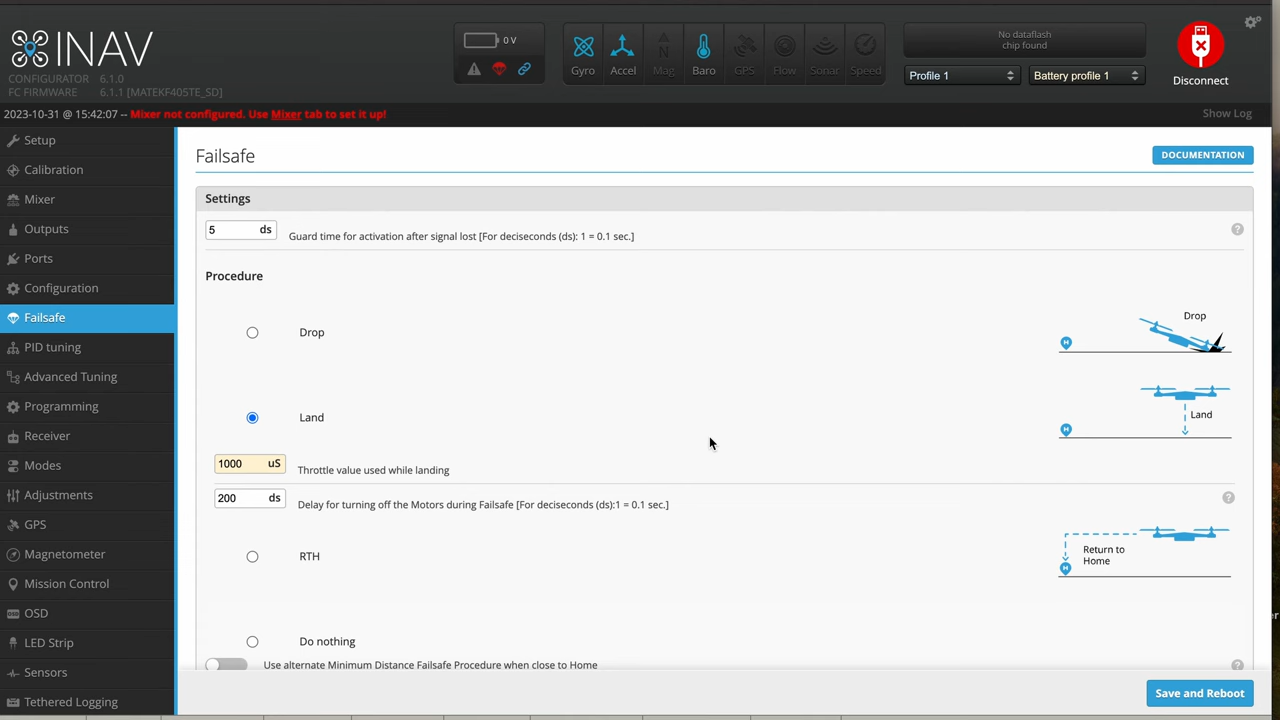 INAV
CONFIGURATOR 6.1.0
FC FIRMWARE 6.1.1 [MATEKF405TE_SD]
0 V
Gyro
Accel
Mag
Baro
GPS
Flow
Sonar
Speed
No dataflash
chip found
Profile 1
Battery profile 1
Disconnect
2023-10-31 @ 15:42:07 -- Mixer not configured. Use Mixer tab to set it up!
Show Log
Setup
Calibration
Mixer
Outputs
Ports
Configuration
Failsafe
PID tuning
Advanced Tuning
Programming
Receiver
Modes
Adjustments
GPS
Magnetometer
Mission Control
OSD
OSD
LED Strip
Sensors
Tethered Logging
Failsafe
DOCUMENTATION
Settings
5 ds
Guard time for activation after signal lost [For deciseconds (ds): 1 = 0.1 sec.]
?
Procedure
Drop
Drop
H
Land
Land
H
1000 uS
Throttle value used while landing
200 ds
Delay for turning off the Motors during Failsafe [For deciseconds (ds):1 = 0.1 sec.]
?
RTH
Return to
Home
H
Do nothing
Use alternate Minimum Distance Failsafe Procedure when close to Home
?
Save and Reboot